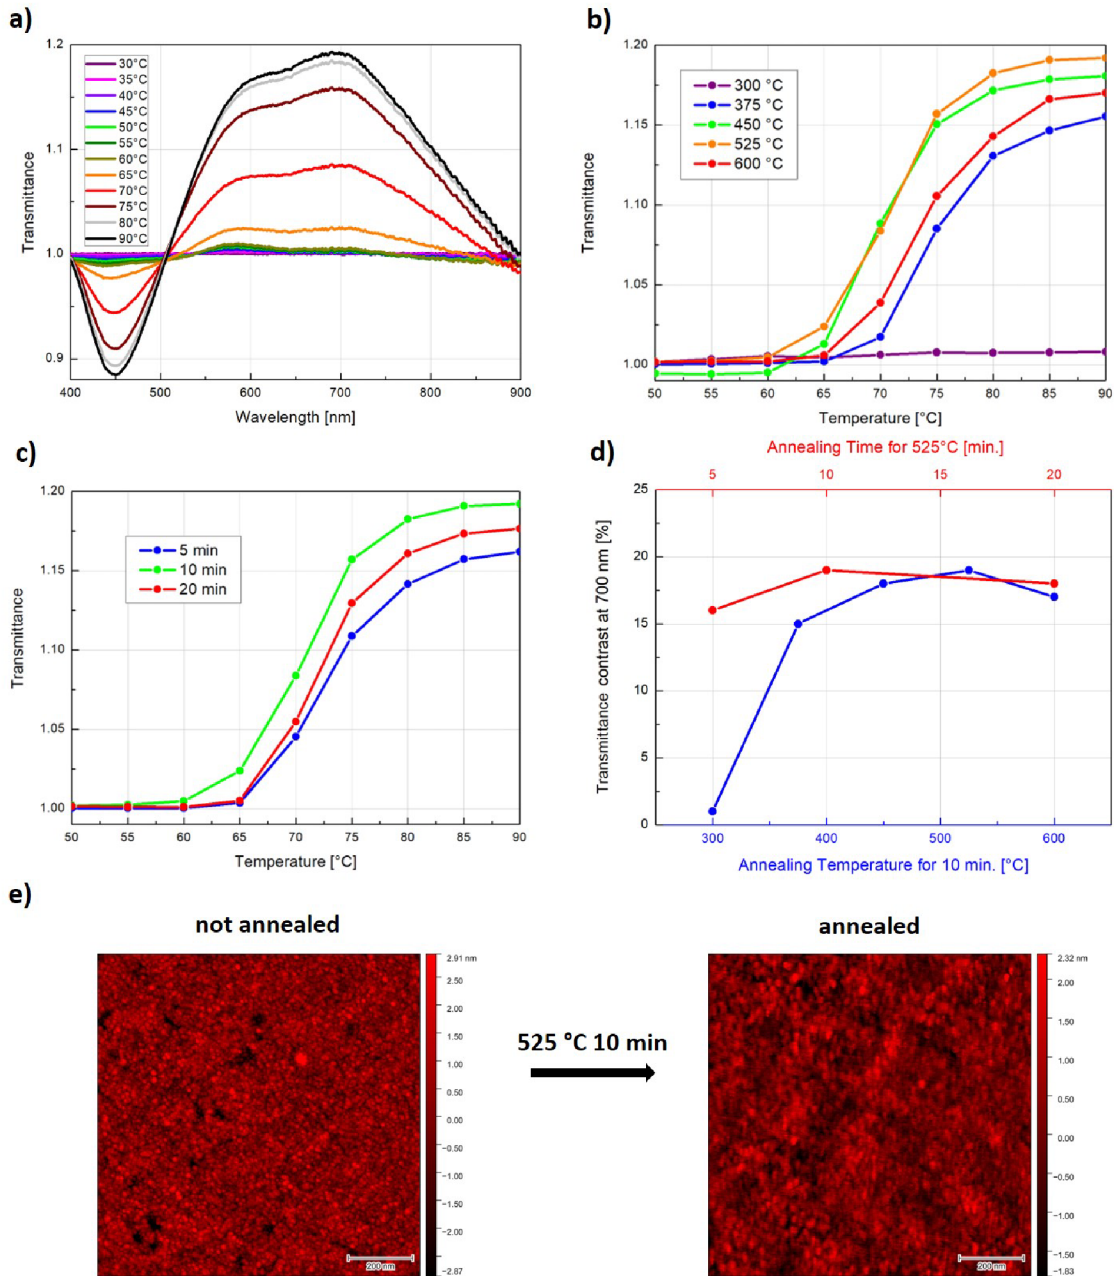 a)
1.2
1.1
1.0
0.9
Transmittance
30°C
35°C
40°C
45°C
50°C
55°C
60°C
65°C
70°C
75°C
80°C
90°C
400 500 600 700 800 900
Wavelength [nm]
b)
1.20
1.15
1.10
1.05
1.00
Transmittance
300 °C
375 °C
450 °C
525 °C
600 °C
50 55 60 65 70 75 80 85 90
Temperature [°C]
c)
1.20
1.15
1.10
1.05
1.00
Transmittance
5 min
10 min
20 min
50 55 60 65 70 75 80 85 90
Temperature [°C]
d)
Annealing Time for 525°C [min.]
5 10 15 20
25
20
15
10
5
0
Transmittance contrast at 700 nm [%]
300 400 500 600
Annealing Temperature for 10 min. [°C]
e)
not annealed
2.91 nm
2.50
1.50
1.00
0.00
−0.50
−1.00
−1.50
−2.00
−2.87
200 nm
525 °C 10 min
annealed
2.32 nm
2.00
1.50
1.00
0.50
0.00
−0.50
−1.00
−1.50
−1.83
200 nm